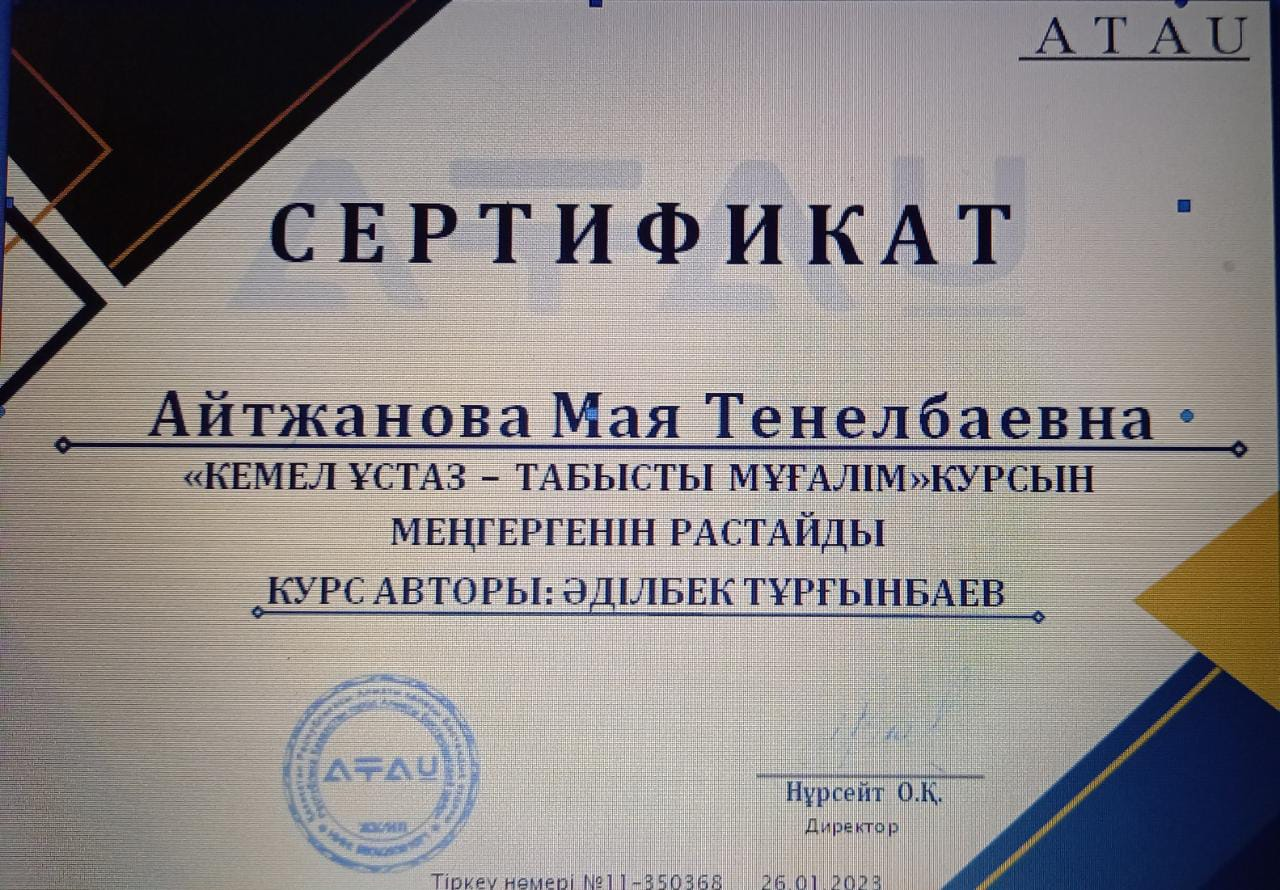 ATAU
СЕРТИФИКАТ
Айтжанова Мая Тенелбаевна
«КЕМЕЛ ҰСТАЗ – ТАБЫСТЫ МҰҒАЛІМ»КУРСЫН
МЕҢГЕРГЕНІН РАСТАЙДЫ
КУРС АВТОРЫ: ӘДІЛБЕК ТҰРҒЫНБАЕВ
ATAU
Нұрсейт О.Қ.
Директор
Тіркеу немері №11-350368 26.01.2023